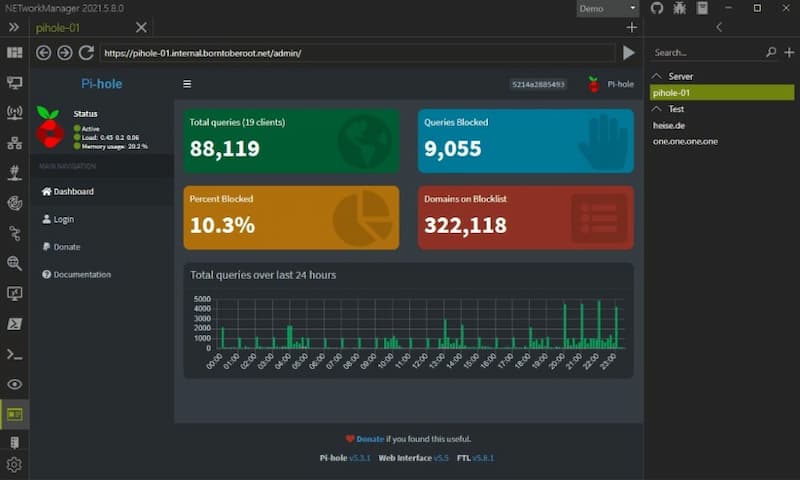 NETworkManager 2021.5.8.0
Demo
pihole-01
https://pihole-01.internal.borntoberoot.net/admin/
Search...
Server
pihole-01
Test
heise.de
one.one.one.one
Pi-hole
5214a2885493
Pi-hole
Status
Active
Load: 0.45 0.2 0.06
Memory usage: 20.2 %
MAIN NAVIGATION
Dashboard
Login
Donate
Documentation
Total queries (19 clients)
88,119
Queries Blocked
9,055
Percent Blocked
10.3%
Domains on Blocklist
322,118
Total queries over last 24 hours
5000
4000
3000
2000
1000
0
00:00
01:00
02:00
03:00
04:00
05:00
06:00
07:00
08:00
09:00
10:00
11:00
12:00
13:00
14:00
15:00
16:00
17:00
18:00
19:00
20:00
21:00
22:00
23:00
Donate if you found this useful.
Pi-hole v5.3.1 Web Interface v5.5 FTL v5.8.1